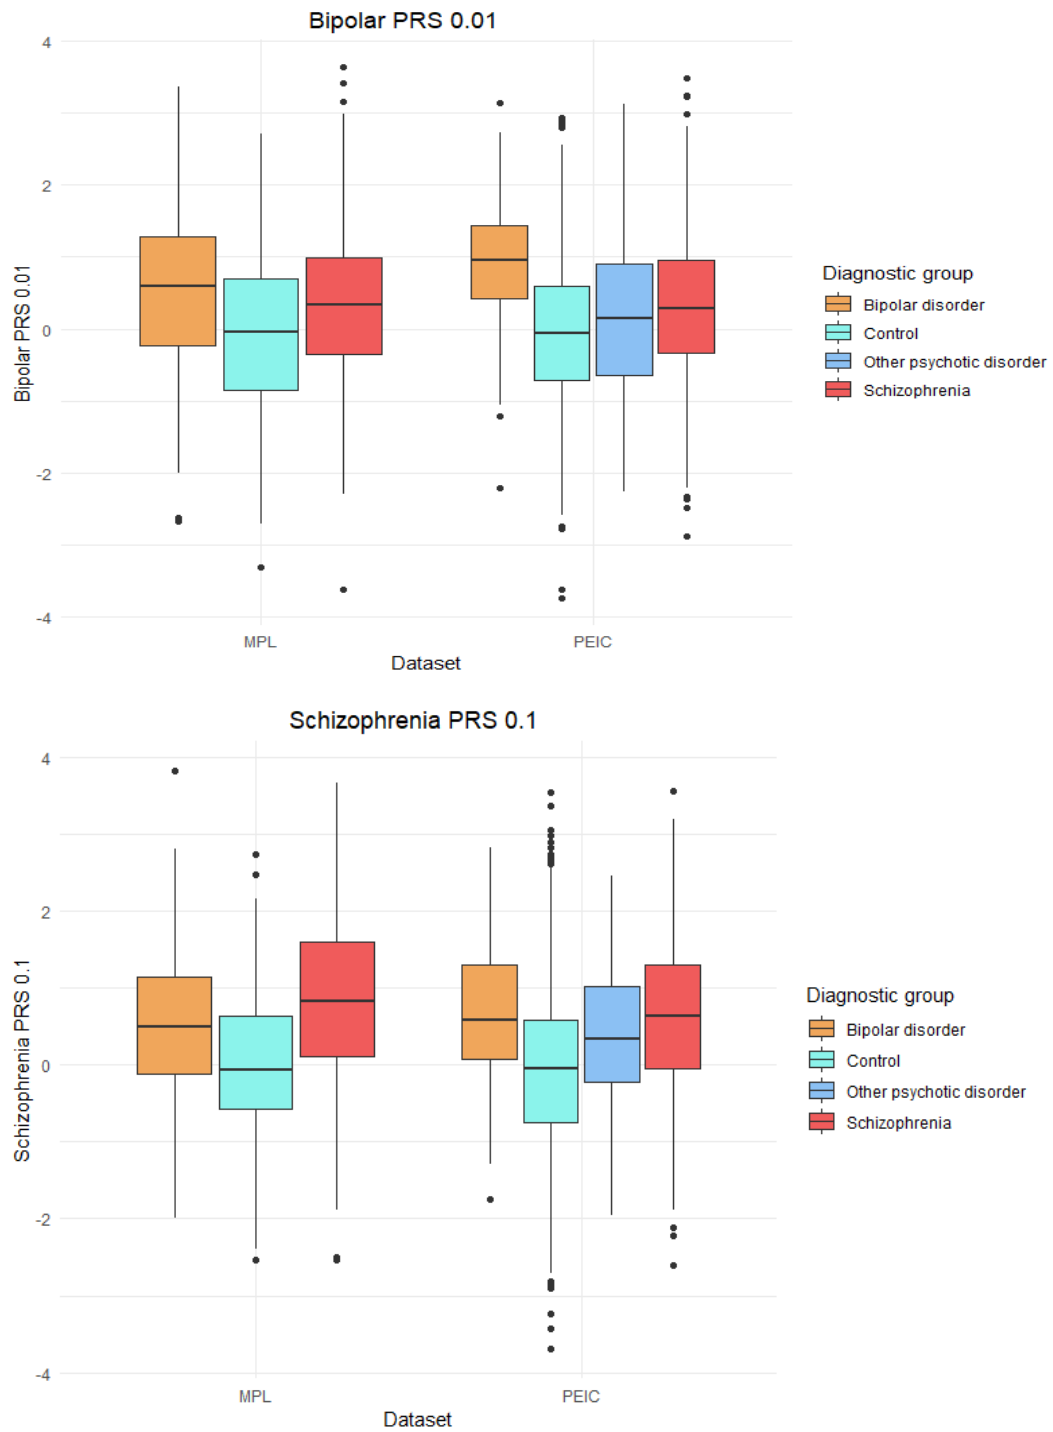 Bipolar PRS 0.01
4
2
0
-2
-4
Bipolar PRS 0.01
MPL
PEIC
Dataset
Diagnostic group
Bipolar disorder
Control
Other psychotic disorder
Schizophrenia
Schizophrenia PRS 0.1
4
2
0
-2
-4
Schizophrenia PRS 0.1
MPL
PEIC
Dataset
Diagnostic group
Bipolar disorder
Control
Other psychotic disorder
Schizophrenia